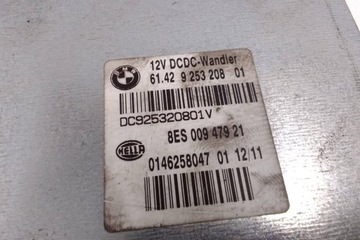 BMW
12V DCDC-Wandler
61.42 9 253 208 01
DC925320801V
8ES 009 479 21
HELLA
0146258047 01 12 11